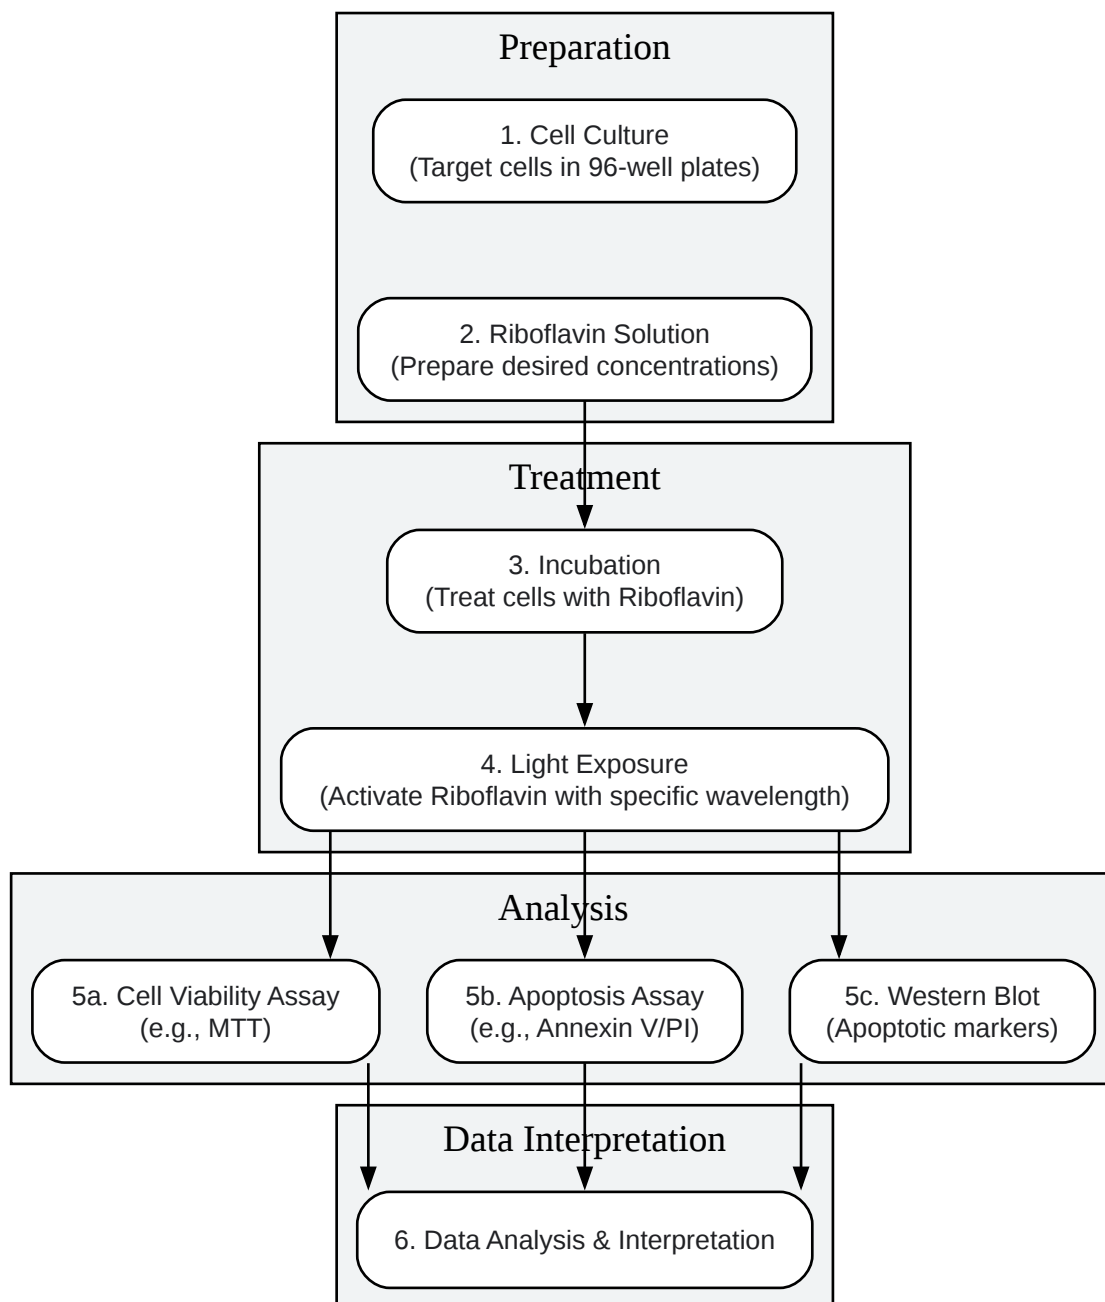 Preparation
1. Cell Culture
(Target cells in 96-well plates)
2. Riboflavin Solution
(Prepare desired concentrations)
Treatment
3. Incubation
(Treat cells with Riboflavin)
4. Light Exposure
(Activate Riboflavin with specific wavelength)
Analysis
5a. Cell Viability Assay
(e.g., MTT)
5b. Apoptosis Assay
(e.g., Annexin V/PI)
5c. Western Blot
(Apoptotic markers)
Data Interpretation
6. Data Analysis & Interpretation